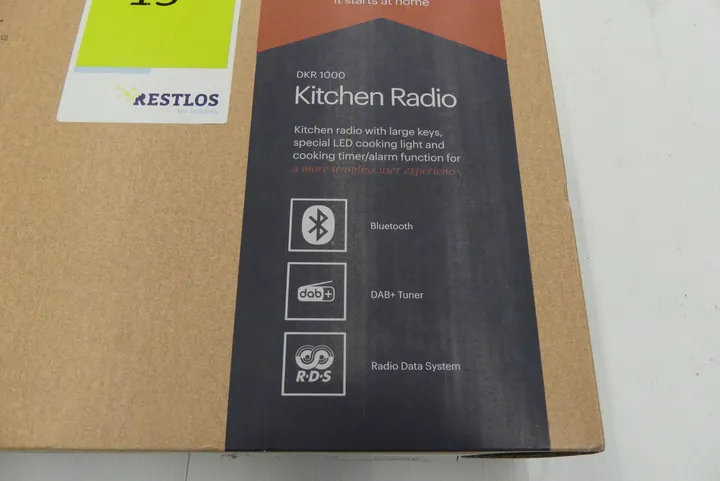 it starts at home
RESTLOS
DKR 1000
Kitchen Radio
Kitchen radio with large keys,
special LED cooking light and
cooking timer/alarm function for
a more seamless user experience.
Bluetooth
dab+
DAB+ Tuner
R·D·S
Radio Data System